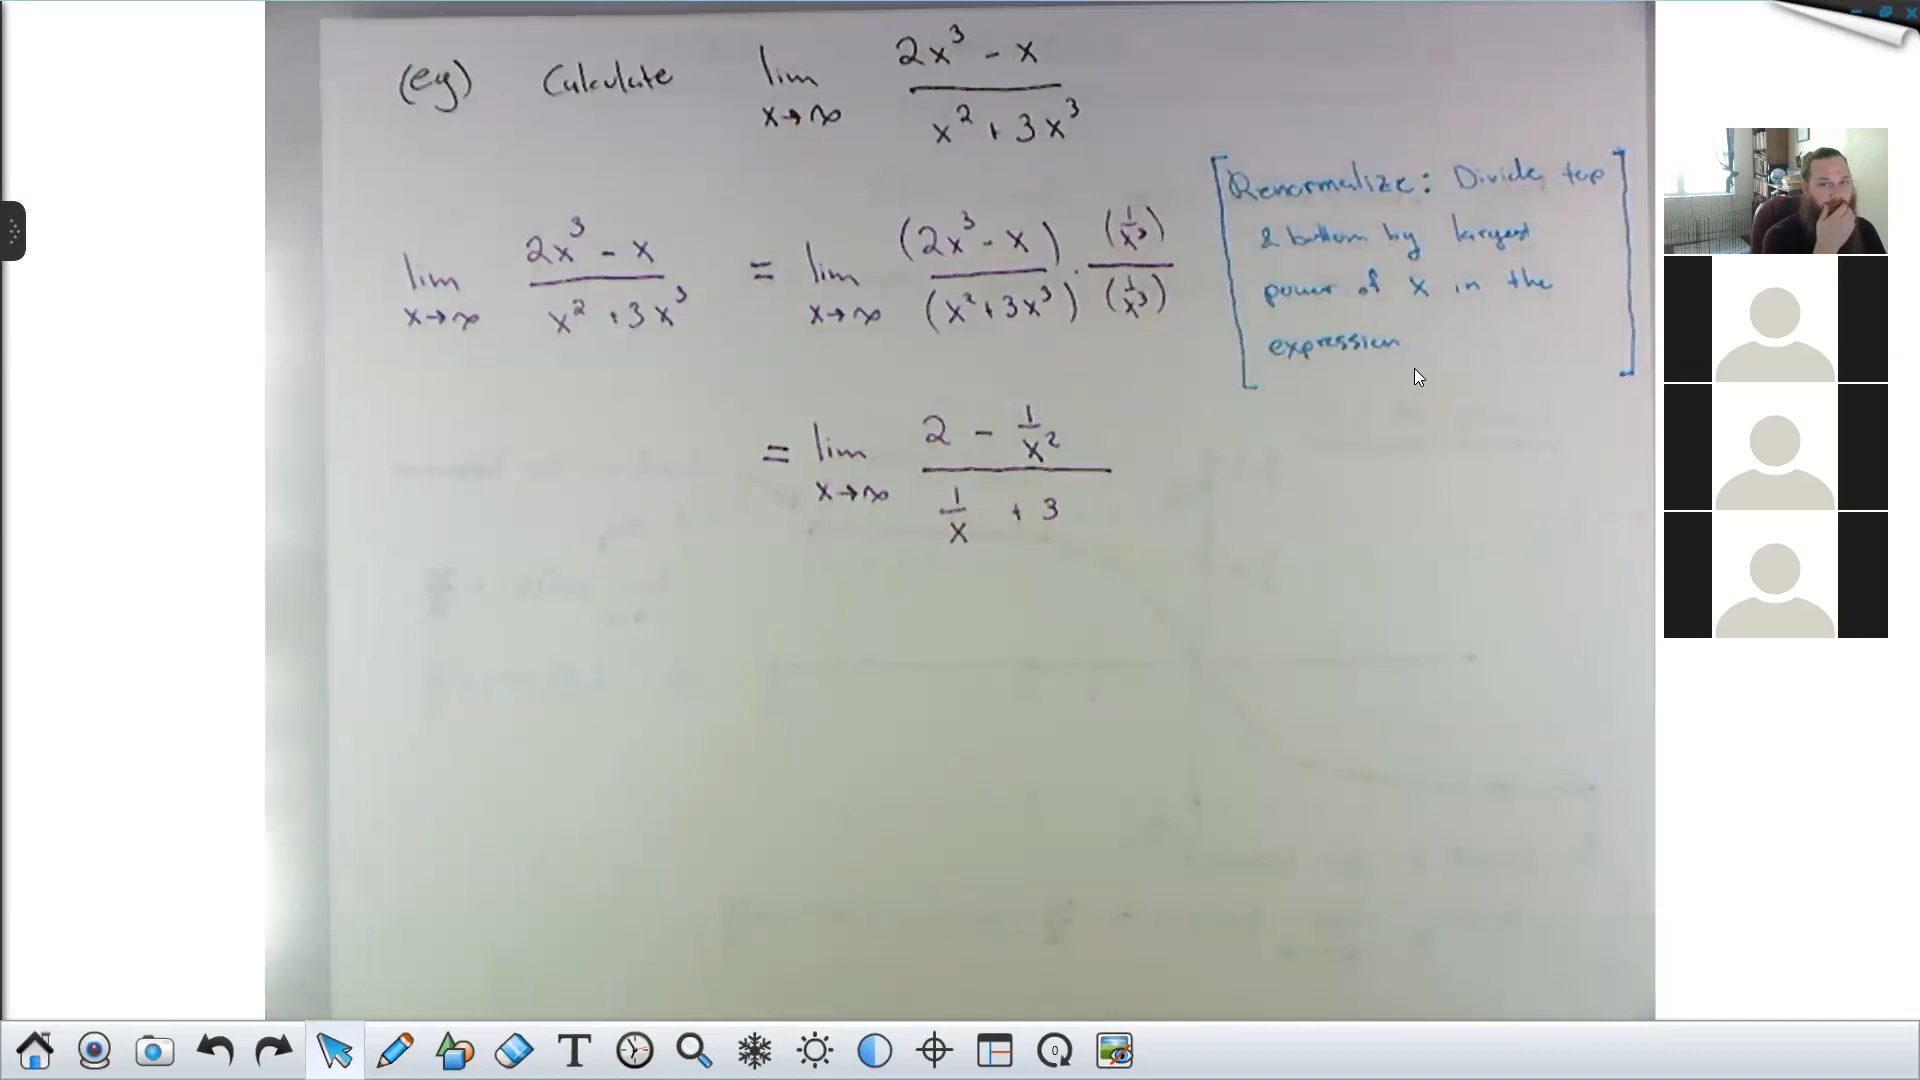 (eg) Calculate lim x→∞ (2x³ - x)/(x² + 3x³)
lim x→∞ (2x³ - x)/(x² + 3x³) = lim x→∞ (2x³ - x)/(x² + 3x³) · (1/x³)/(1/x³)
[Renormalize: Divide top
& bottom by largest
power of x in the
expression]
= lim x→∞ (2 - 1/x²)/(1/x + 3)
T
0